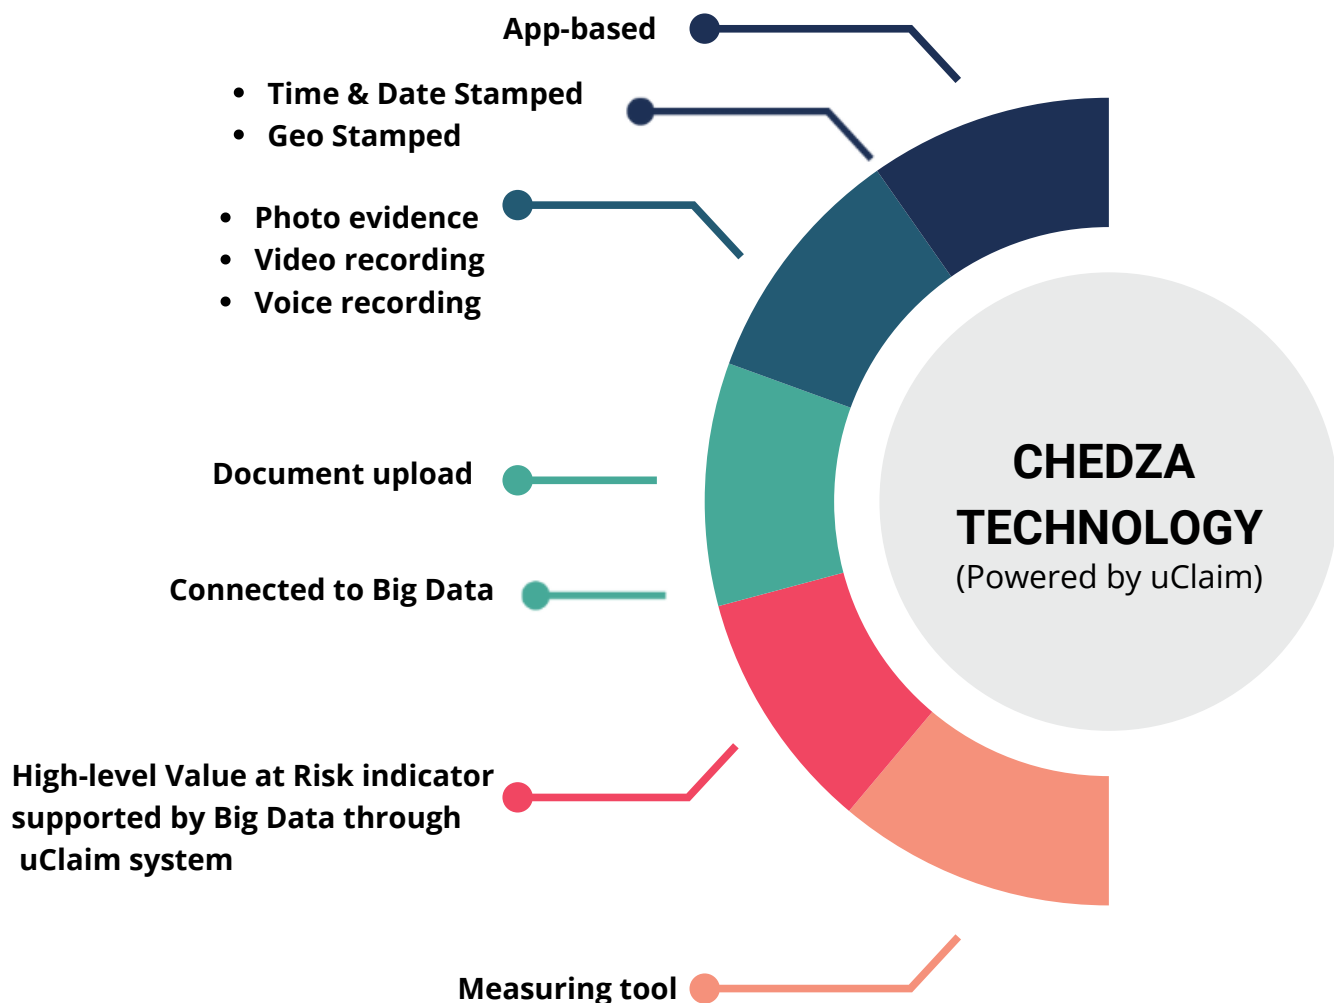 App-based
• Time & Date Stamped
• Geo Stamped
• Photo evidence
• Video recording
• Voice recording
Document upload
Connected to Big Data
High-level Value at Risk indicator
supported by Big Data through
uClaim system
Measuring tool
CHEDZA
TECHNOLOGY
(Powered by uClaim)